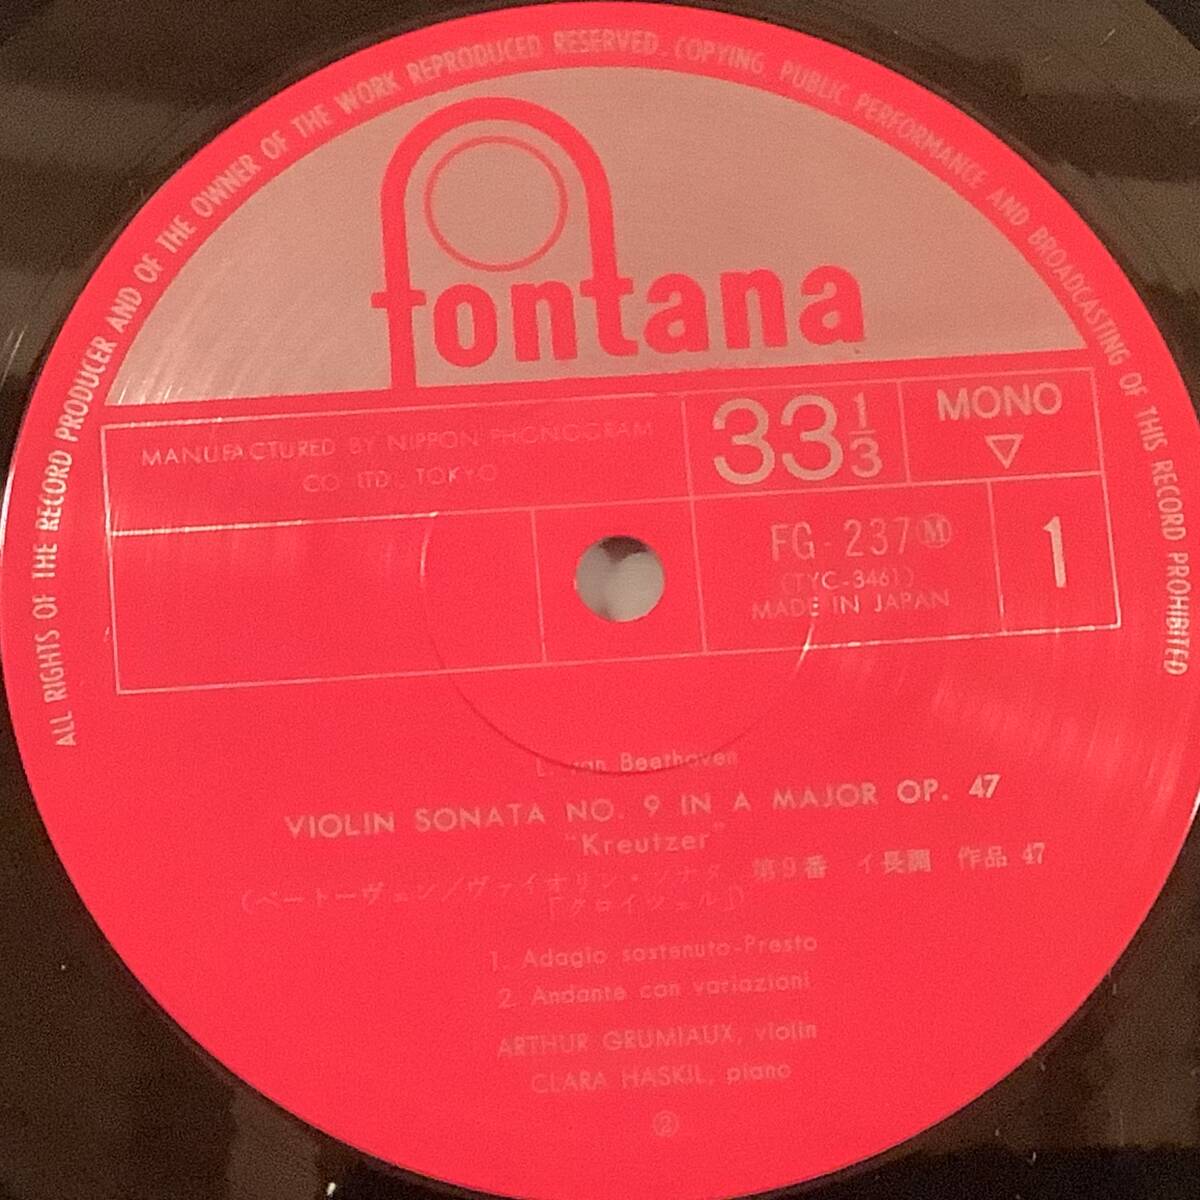 ALL RIGHTS OF THE RECORD PRODUCER AND OF THE OWNER OF THE WORK REPRODUCED RESERVED. COPYING, PUBLIC PERFORMANCE AND BROADCASTING OF THIS RECORD PROHIBITED
fontana
MANUFACTURED BY NIPPON PHONOGRAM
CO. LTD., TOKYO
33 1/3
MONO
▽
FG-237 Ⓜ
(TYC-3461)
MADE IN JAPAN
1
L. van Beethoven
VIOLIN SONATA NO. 9 IN A MAJOR OP. 47
"Kreutzer"
(ベートーヴェン/ヴァイオリン・ソナタ 第9番 イ長調 作品 47
「クロイツェル」)
1. Adagio sostenuto-Presto
2. Andante con variazioni
ARTHUR GRUMIAUX, violin
CLARA HASKIL, piano
②